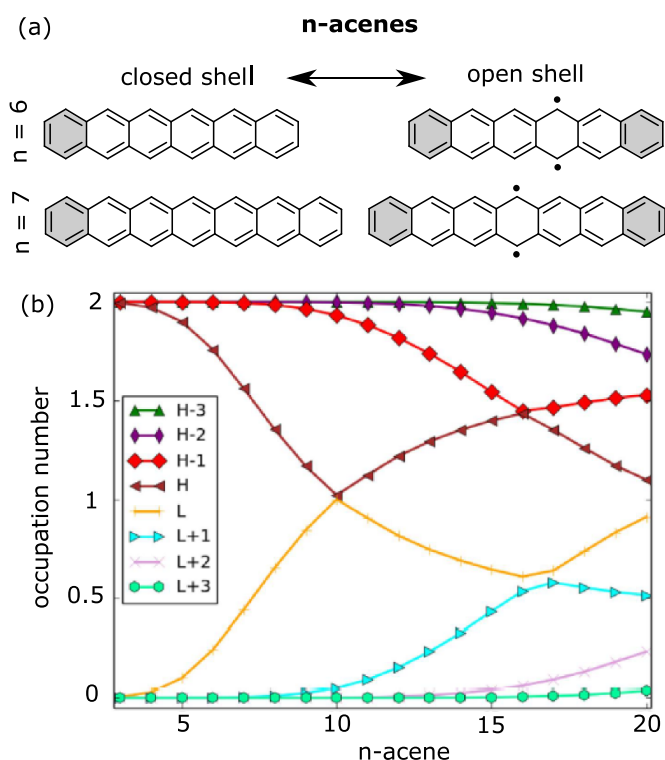 (a)
n-acenes
closed shell
open shell
n = 6
n = 7
(b)
occupation number
2
1.5
1
0.5
0
H-3
H-2
H-1
H
L
L+1
L+2
L+3
5
10
15
20
n-acene